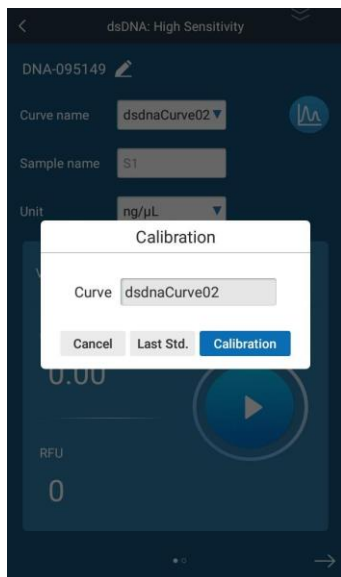 dsDNA: High Sensitivity
DNA-095149
Curve name dsdnaCurve02
Sample name S1
Unit ng/µL
Calibration
Curve dsdnaCurve02
Cancel Last Std. Calibration
0.00
RFU
0